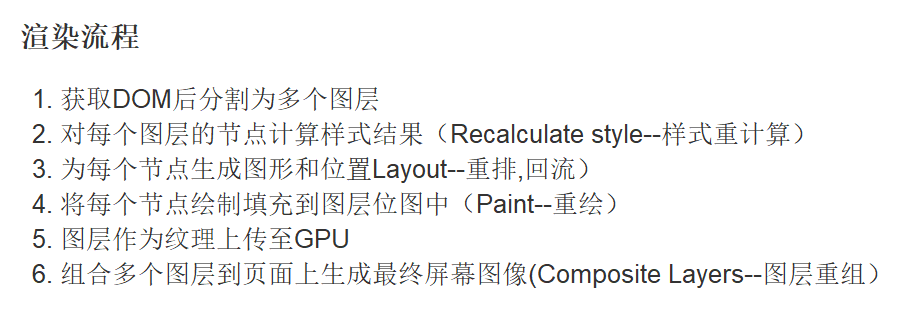 渲染流程
1. 获取DOM后分割为多个图层
2. 对每个图层的节点计算样式结果（Recalculate style--样式重计算）
3. 为每个节点生成图形和位置Layout--重排,回流）
4. 将每个节点绘制填充到图层位图中（Paint--重绘）
5. 图层作为纹理上传至GPU
6. 组合多个图层到页面上生成最终屏幕图像(Composite Layers--图层重组）